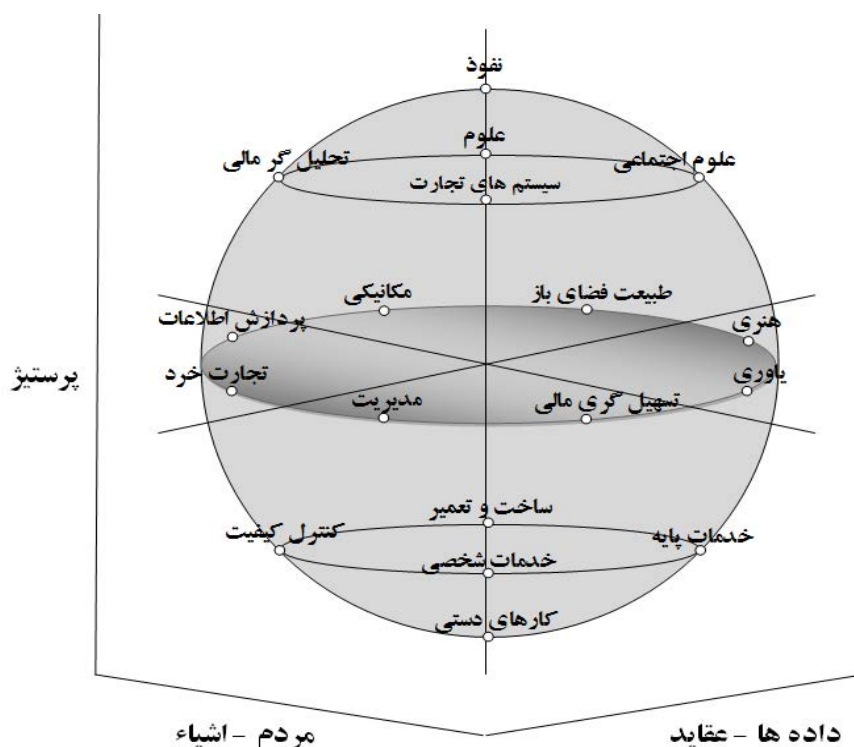 نفوذ
علوم
علوم اجتماعی
تحلیل گر مالی
سیستم های تجارت
طبیعت فضای باز
مکانیکی
هنری
پردازش اطلاعات
یاوری
تجارت خرد
پرستیژ
تسهیل گری مالی
مدیریت
ساخت و تعمیر
خدمات پایه
کنترل کیفیت
خدمات شخصی
کارهای دستی
داده ها - عقاید
مردم - اشیاء